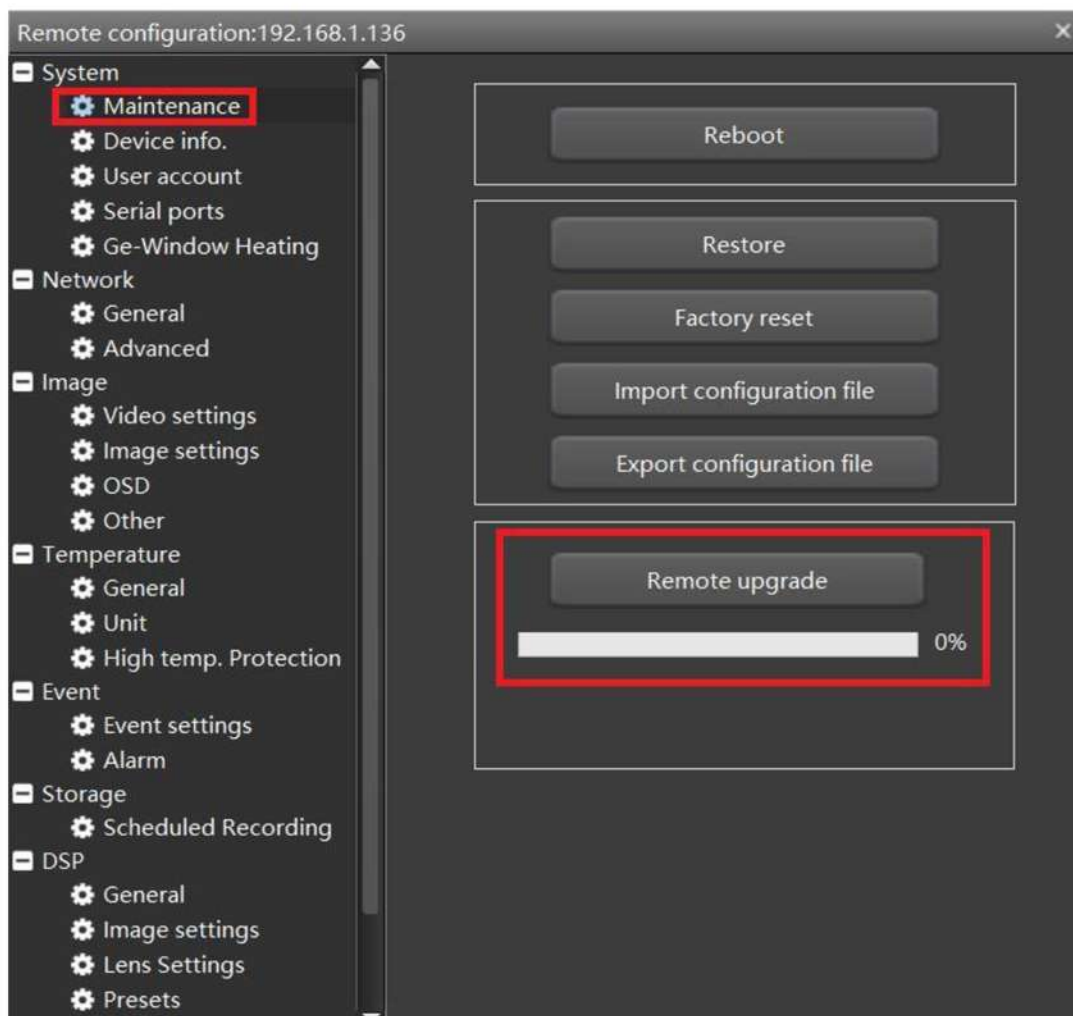 Remote configuration:192.168.1.136
System
Maintenance
Device info.
User account
Serial ports
Ge-Window Heating
Network
General
Advanced
Image
Video settings
Image settings
OSD
Other
Temperature
General
Unit
High temp. Protection
Event
Event settings
Alarm
Storage
Scheduled Recording
DSP
General
Image settings
Lens Settings
Presets
Reboot
Restore
Factory reset
Import configuration file
Export configuration file
Remote upgrade
0%